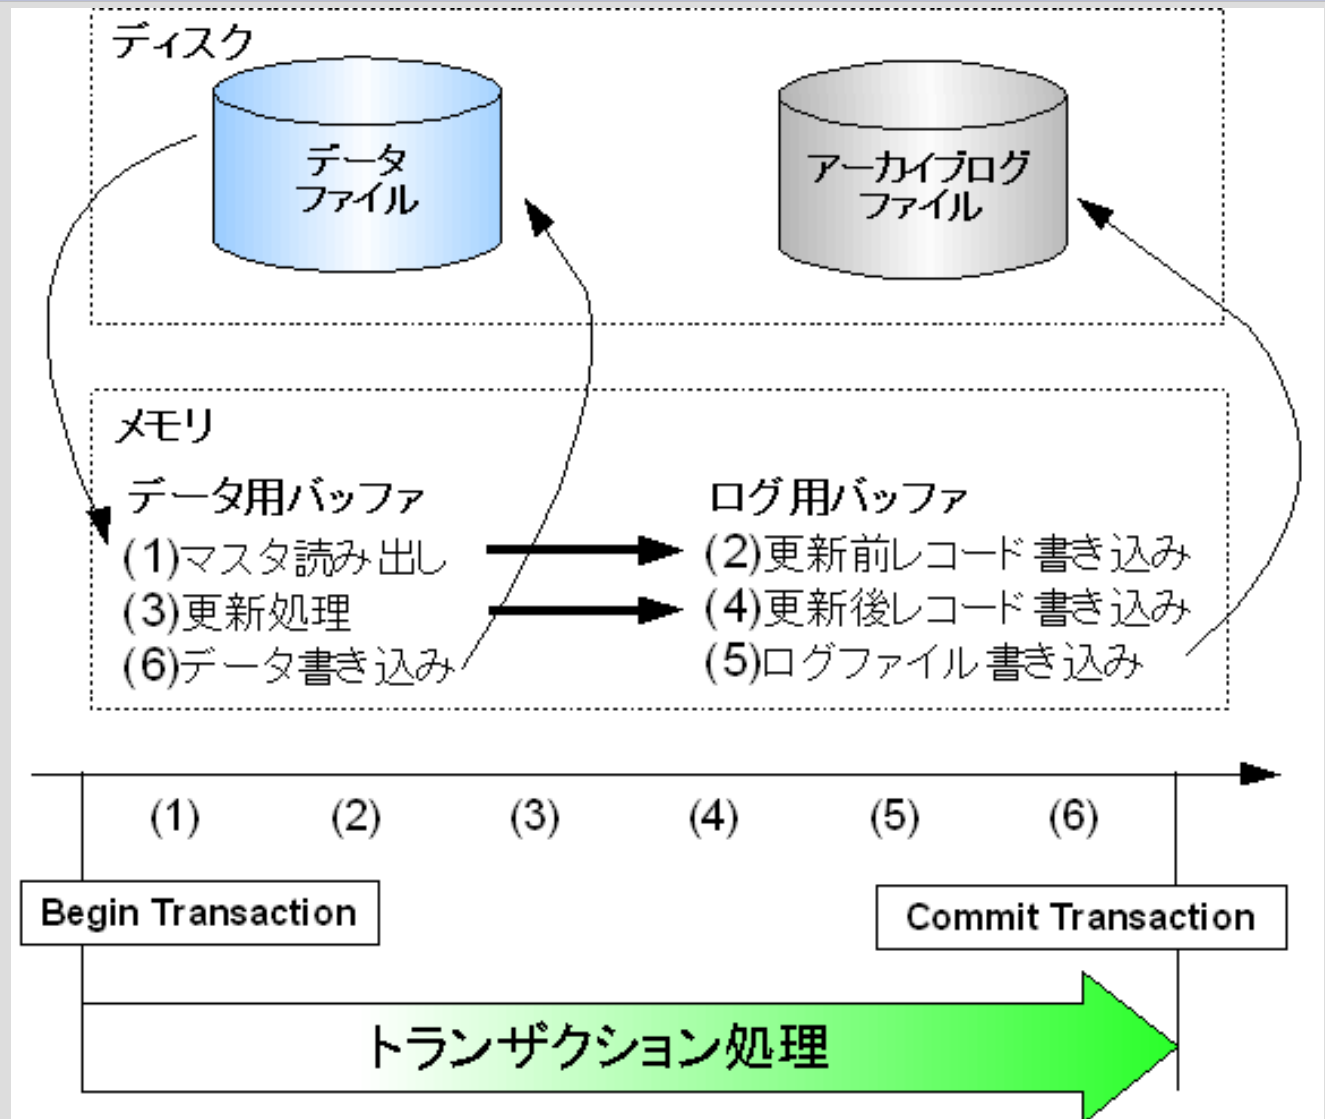 ディスク
データ
ファイル
アーカイブログ
ファイル
メモリ
データ用バッファ
(1)マスタ読み出し
(3)更新処理
(6)データ書き込み
ログ用バッファ
(2)更新前レコード書き込み
(4)更新後レコード書き込み
(5)ログファイル書き込み
(1) (2) (3) (4) (5) (6)
Begin Transaction
Commit Transaction
トランザクション処理